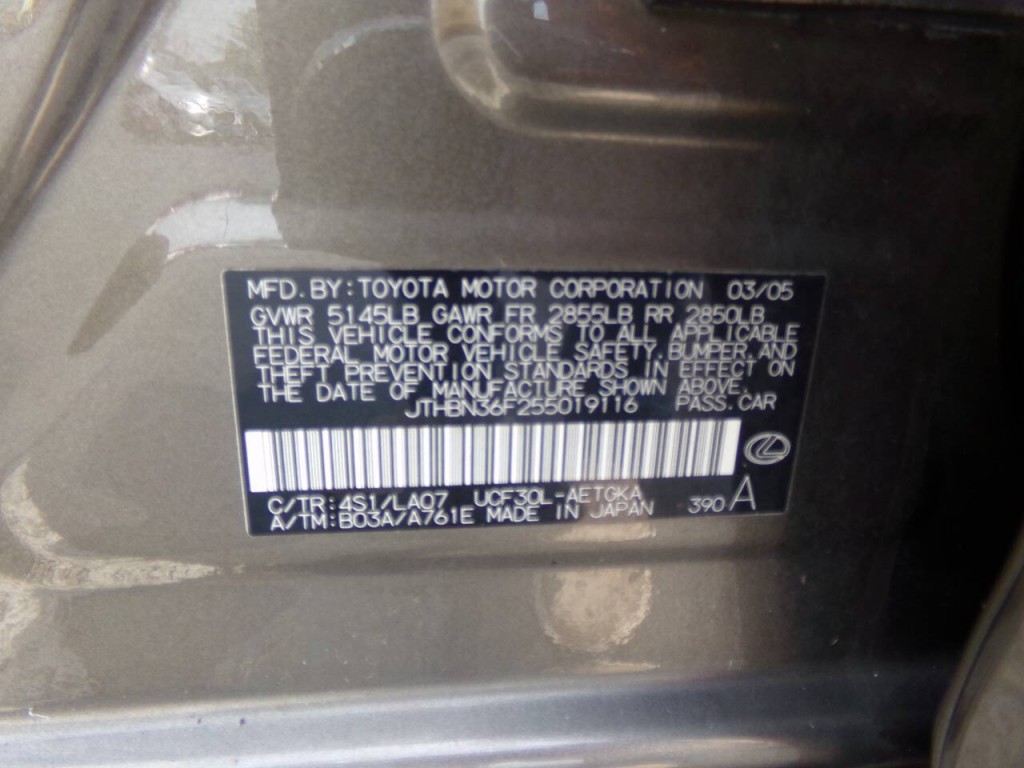 MFD. BY: TOYOTA MOTOR CORPORATION 03/05
GVWR 5145LB GAWR FR 2855LB RR 2850LB
THIS VEHICLE CONFORMS TO ALL APPLICABLE
FEDERAL MOTOR VEHICLE SAFETY, BUMPER, AND
THEFT PREVENTION STANDARDS IN EFFECT ON
THE DATE OF MANUFACTURE SHOWN ABOVE.
JTHBN36F255019116 PASS. CAR
C/TR: 4S1/LA07 UCF30L-AETGKA
A/TM: B03A/A761E MADE IN JAPAN 390 A